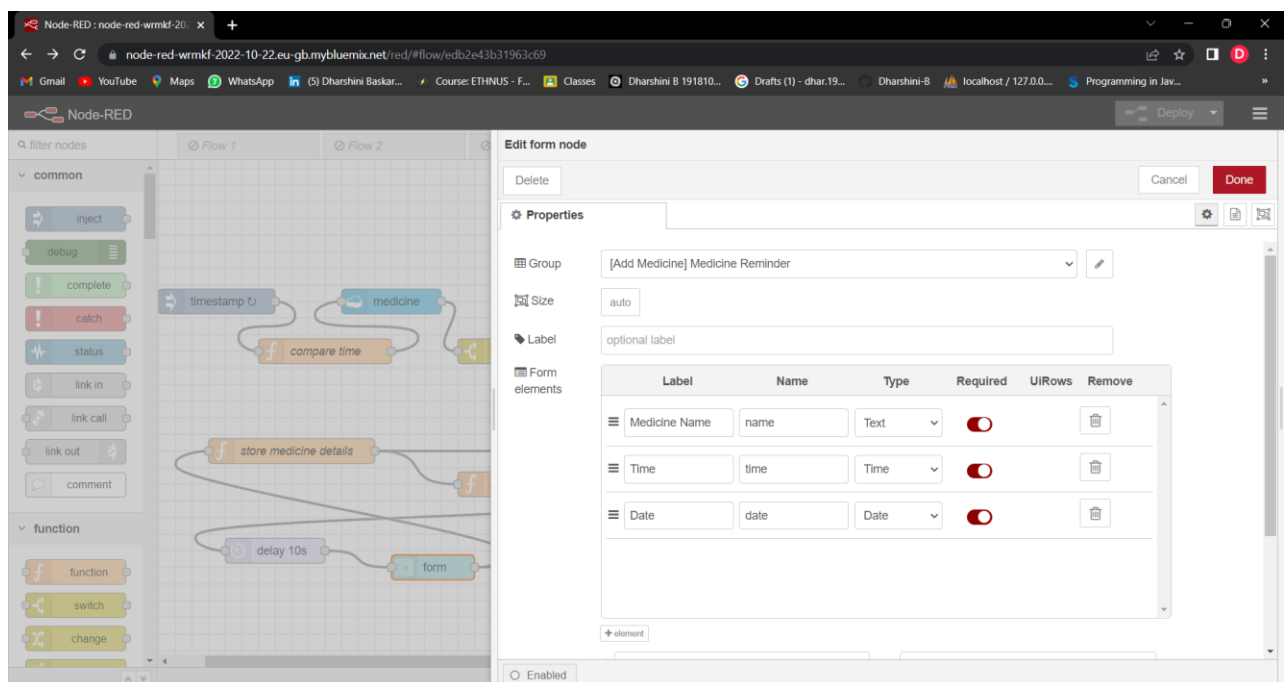 Node-RED : node-red-wrmkf-202
node-red-wrmkf-2022-10-22.eu-gb.mybluemix.net/red/#flow/edb2e43b31963c69
D
Gmail YouTube Maps WhatsApp (5) Dharshini Baskar... Course: ETHNUS - F... Classes Dharshini B 191810... Drafts (1) - dhar.19... Dharshini-B localhost / 127.0.0.... Programming in Jav... »
Node-RED Deploy
filter nodes Flow 1 Flow 2 Edit form node
common Delete Cancel Done
inject Properties
debug
complete Group [Add Medicine] Medicine Reminder
catch timestamp ↻ medicine Size auto
status compare time Label optional label
link in Form elements Label Name Type Required UiRows Remove
link call Medicine Name name Text
link out store medicine details
comment Time time Time
function Date date Date
delay 10s
function form
switch
change + element
Enabled